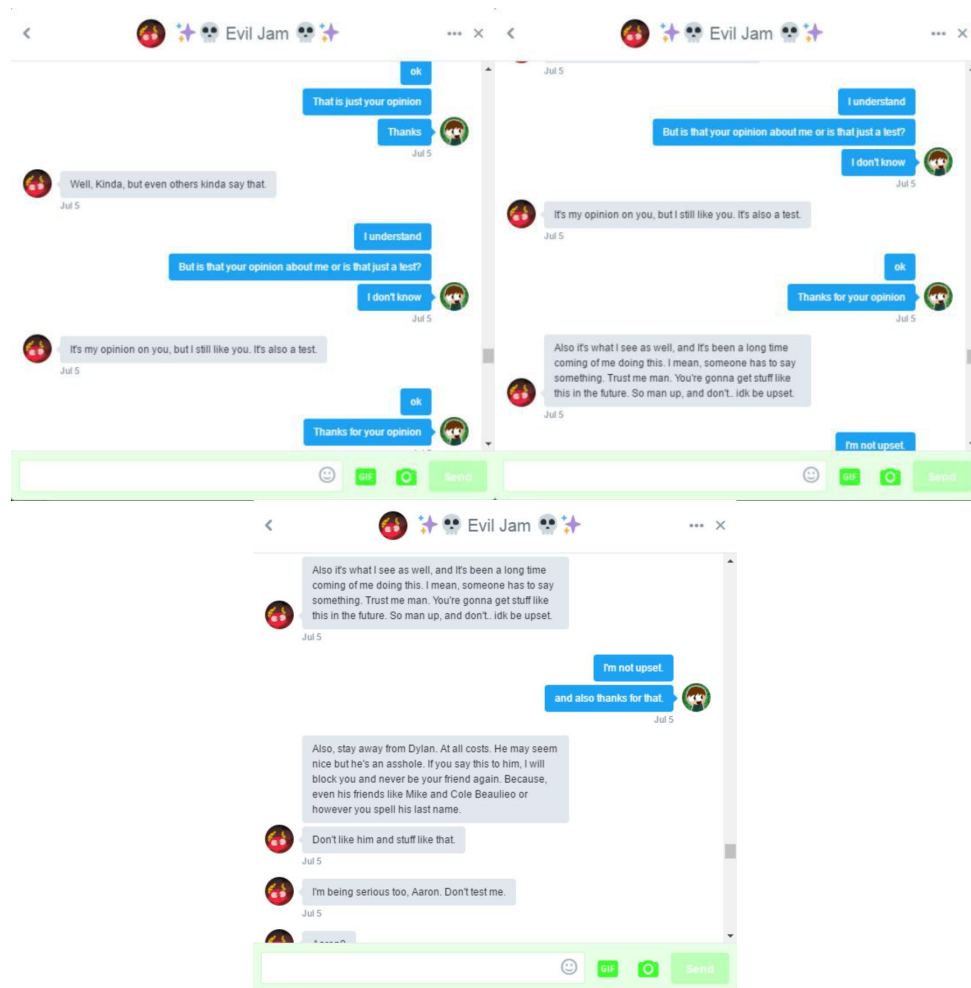 ✨💀 Evil Jam 💀✨
ok
That is just your opinion
Thanks
Jul 5
Well, Kinda, but even others kinda say that.
Jul 5
I understand
But is that your opinion about me or is that just a test?
I don't know
Jul 5
It's my opinion on you, but I still like you. It's also a test.
Jul 5
ok
Thanks for your opinion
GIF
Send
✨💀 Evil Jam 💀✨
Jul 5
I understand
But is that your opinion about me or is that just a test?
I don't know
Jul 5
It's my opinion on you, but I still like you. It's also a test.
Jul 5
ok
Thanks for your opinion
Jul 5
Also it's what I see as well, and It's been a long time
coming of me doing this. I mean, someone has to say
something. Trust me man. You're gonna get stuff like
this in the future. So man up, and don't.. idk be upset.
Jul 5
I'm not upset.
GIF
Send
✨💀 Evil Jam 💀✨
Also it's what I see as well, and It's been a long time
coming of me doing this. I mean, someone has to say
something. Trust me man. You're gonna get stuff like
this in the future. So man up, and don't.. idk be upset.
Jul 5
I'm not upset.
and also thanks for that.
Jul 5
Also, stay away from Dylan. At all costs. He may seem
nice but he's an asshole. If you say this to him, I will
block you and never be your friend again. Because,
even his friends like Mike and Cole Beaulieo or
however you spell his last name.
Don't like him and stuff like that.
Jul 5
I'm being serious too, Aaron. Don't test me.
Jul 5
GIF
Send